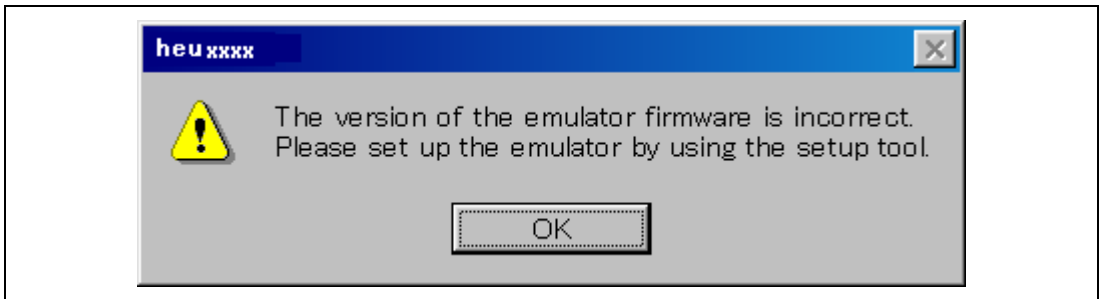 heuxxxx
The version of the emulator firmware is incorrect.
Please set up the emulator by using the setup tool.
OK